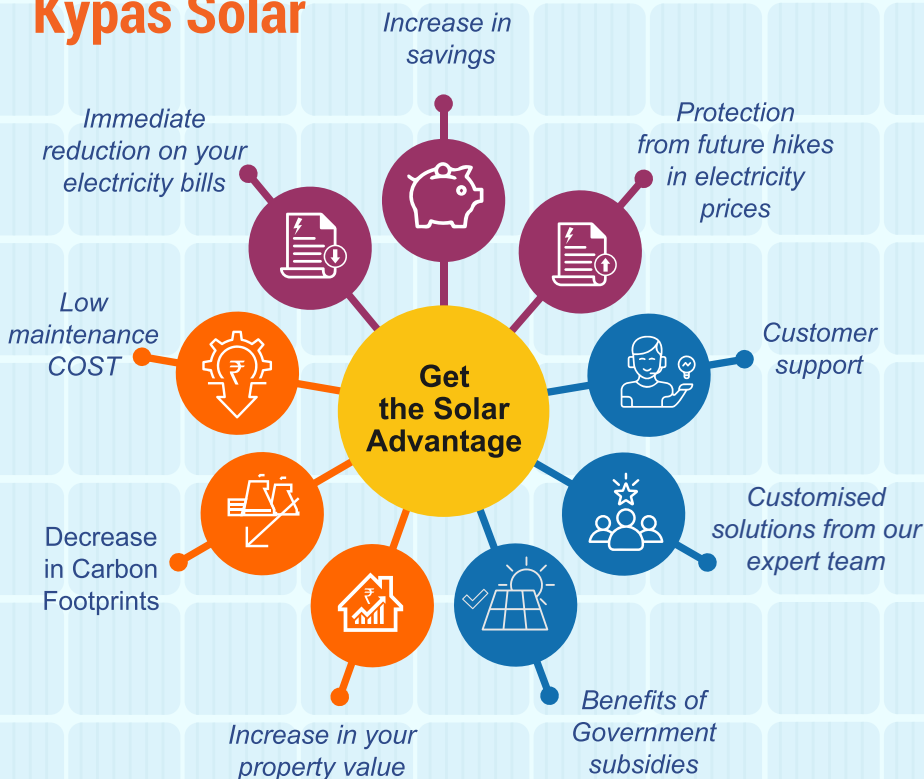 Kypas Solar
Increase in
savings
Immediate
reduction on your
electricity bills
Protection
from future hikes
in electricity
prices
Low
maintenance
COST
Get
the Solar
Advantage
Customer
support
Decrease
in Carbon
Footprints
Customised
solutions from our
expert team
Increase in your
property value
Benefits of
Government
subsidies
₹
₹